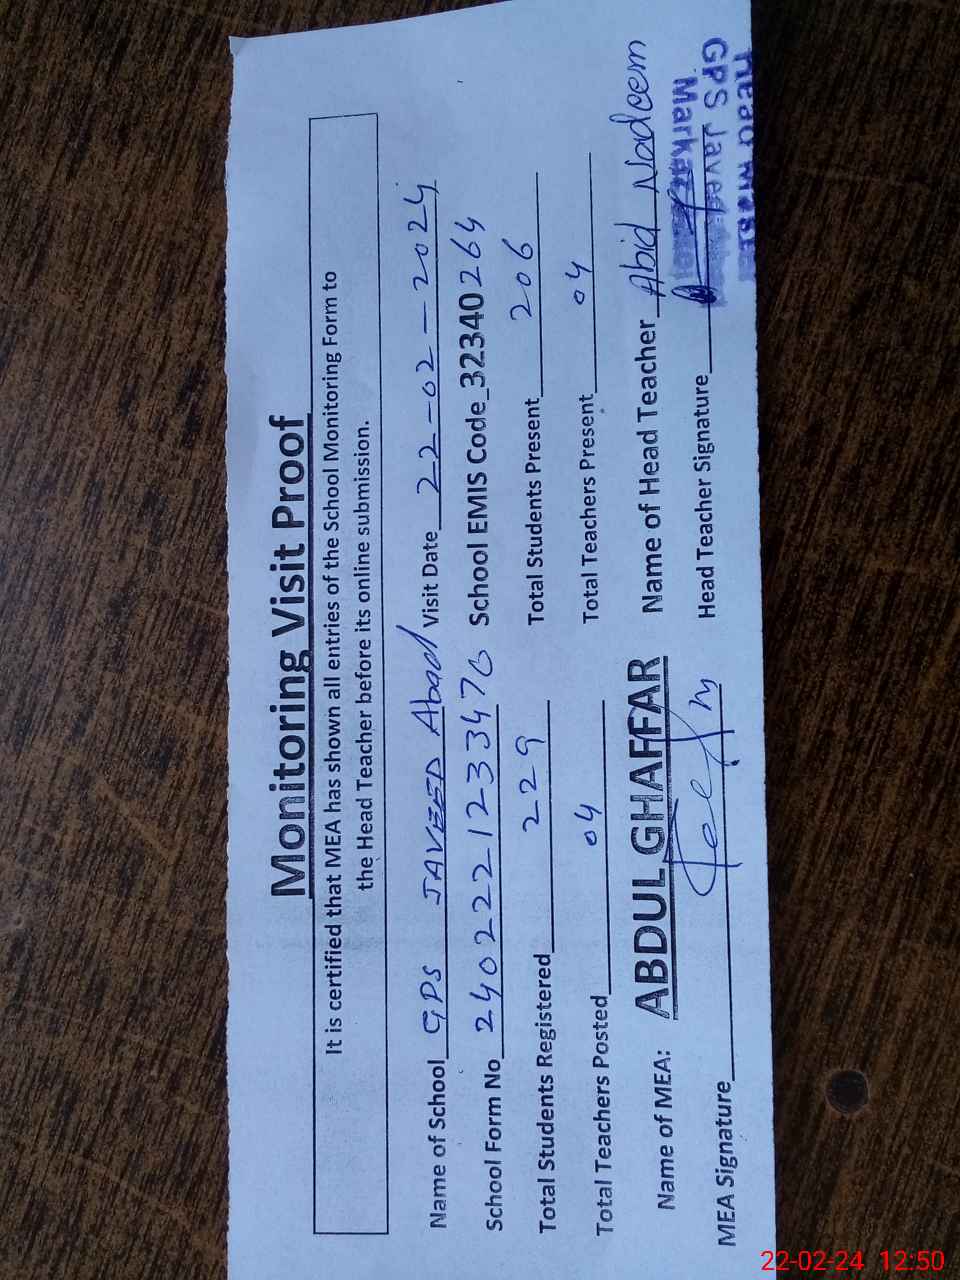 Monitoring Visit Proof
It is certified that MEA has shown all entries of the School Monitoring Form to
the Head Teacher before its online submission.
Name of School GPS JAVEED Abad Visit Date 22-02-2024
School Form No 2402221233476 School EMIS Code 32340264
Total Students Registered 229 Total Students Present 206
Total Teachers Posted 04 Total Teachers Present 04
Name of MEA: ABDUL GHAFFAR Name of Head Teacher Abid Nadeem
MEA Signature Head Teacher Signature
Head Master
GPS Javed
Markaz
22-02-24 12:50